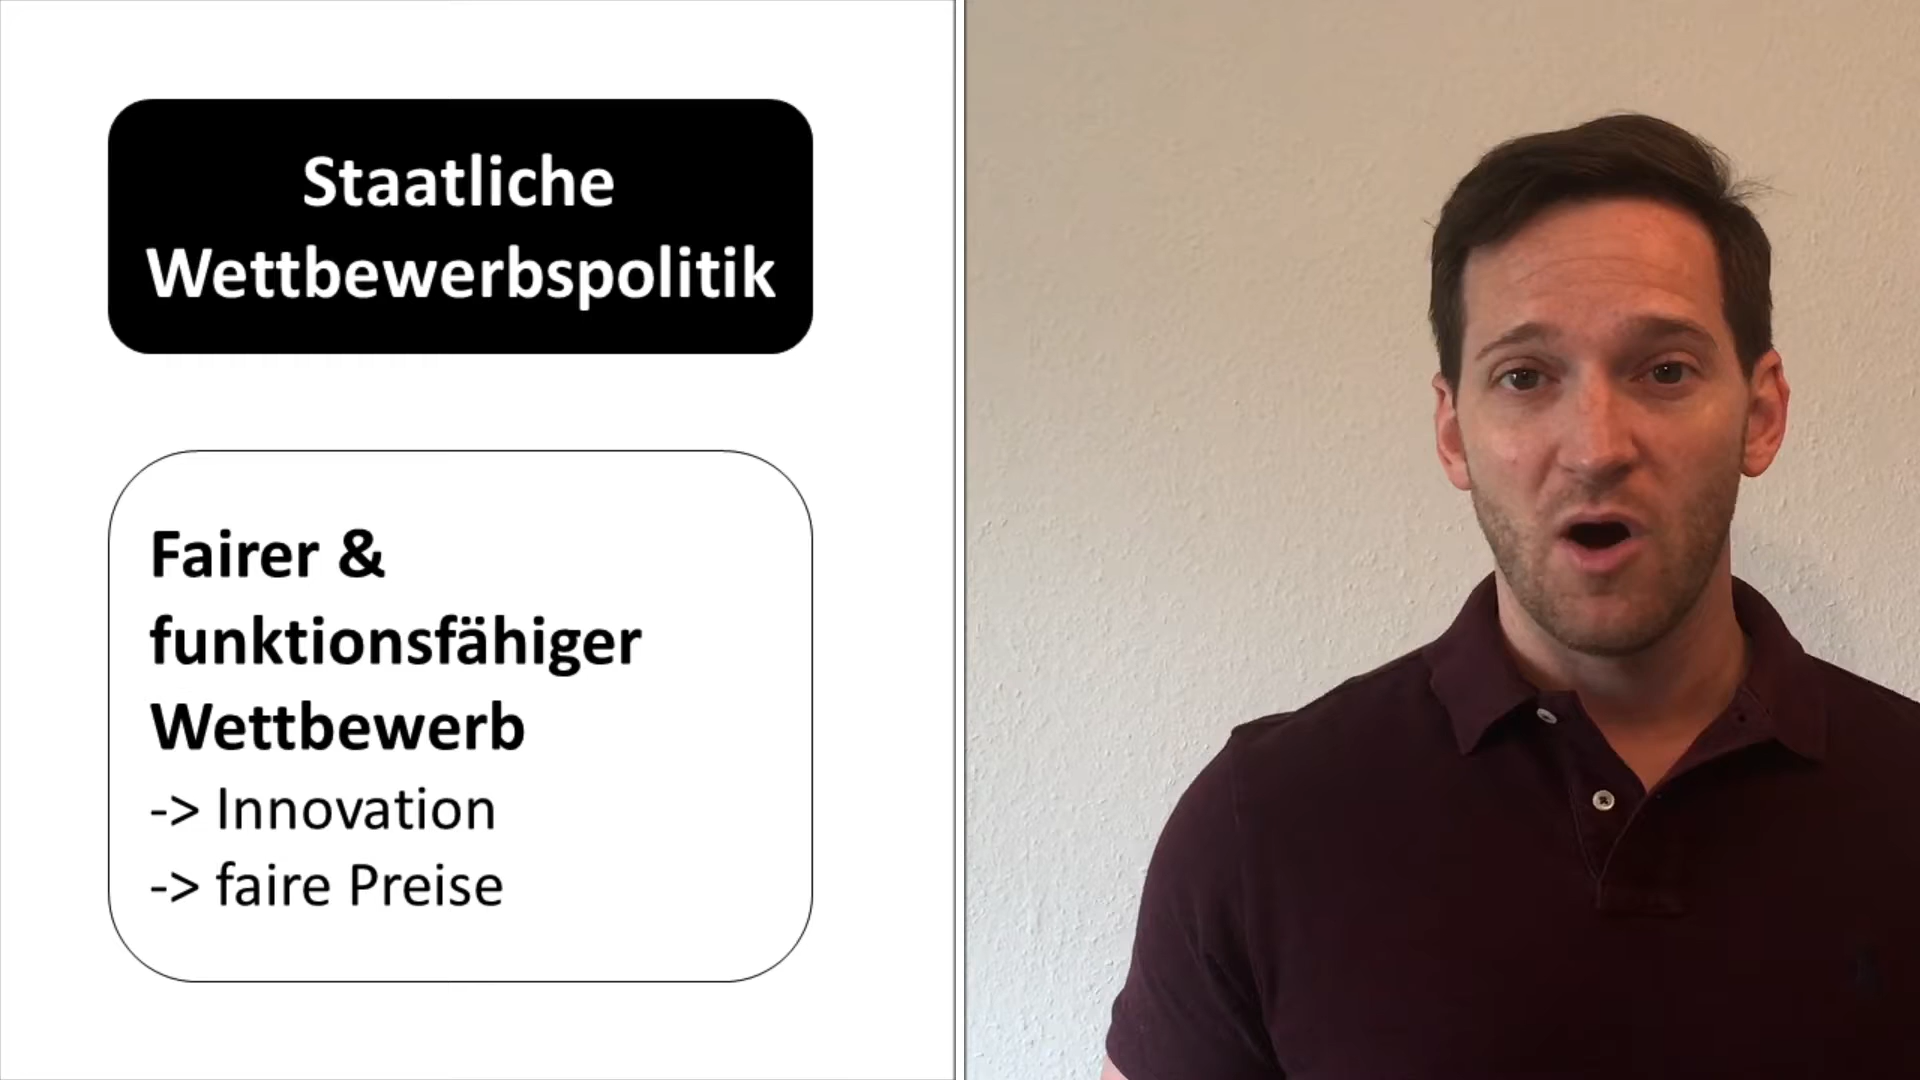 Staatliche
Wettbewerbspolitik
Fairer &
funktionsfähiger
Wettbewerb
-> Innovation
-> faire Preise